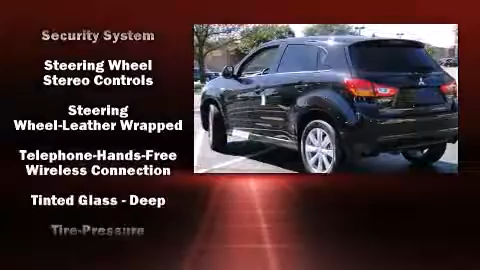 Security System
Steering Wheel
Stereo Controls
Steering
Wheel-Leather Wrapped
Telephone-Hands-Free
Wireless Connection
Tinted Glass - Deep
Tire-Pressure